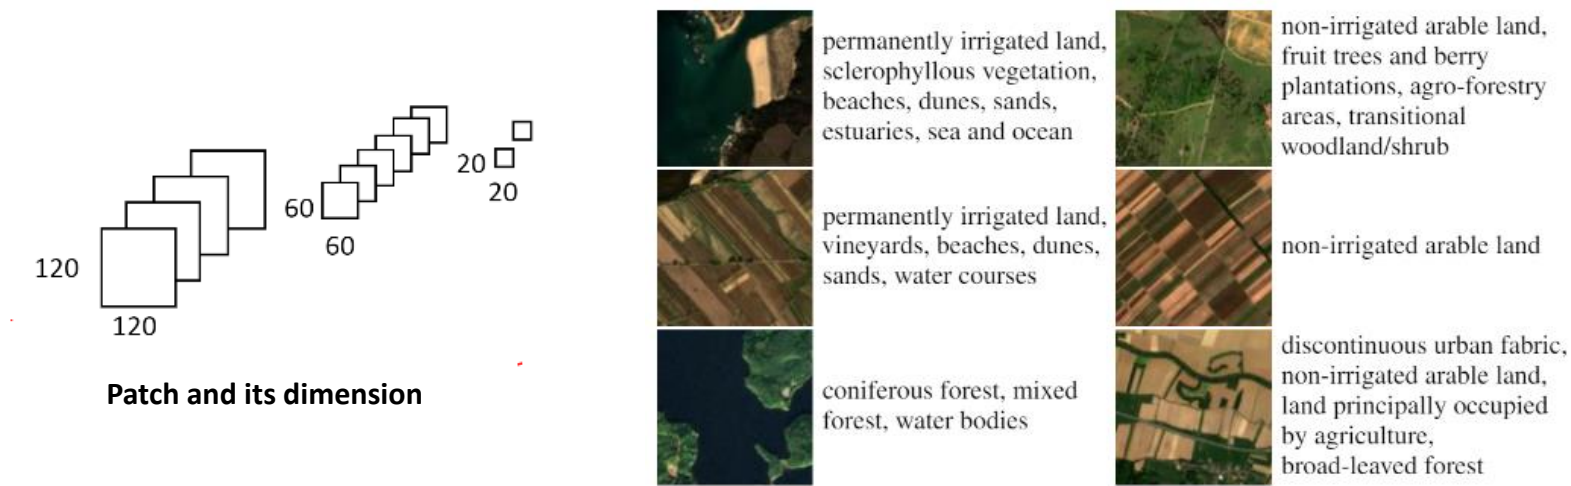 120
120
60
60
20
20
Patch and its dimension
permanently irrigated land,
sclerophyllous vegetation,
beaches, dunes, sands,
estuaries, sea and ocean
non-irrigated arable land,
fruit trees and berry
plantations, agro-forestry
areas, transitional
woodland/shrub
permanently irrigated land,
vineyards, beaches, dunes,
sands, water courses
non-irrigated arable land
coniferous forest, mixed
forest, water bodies
discontinuous urban fabric,
non-irrigated arable land,
land principally occupied
by agriculture,
broad-leaved forest